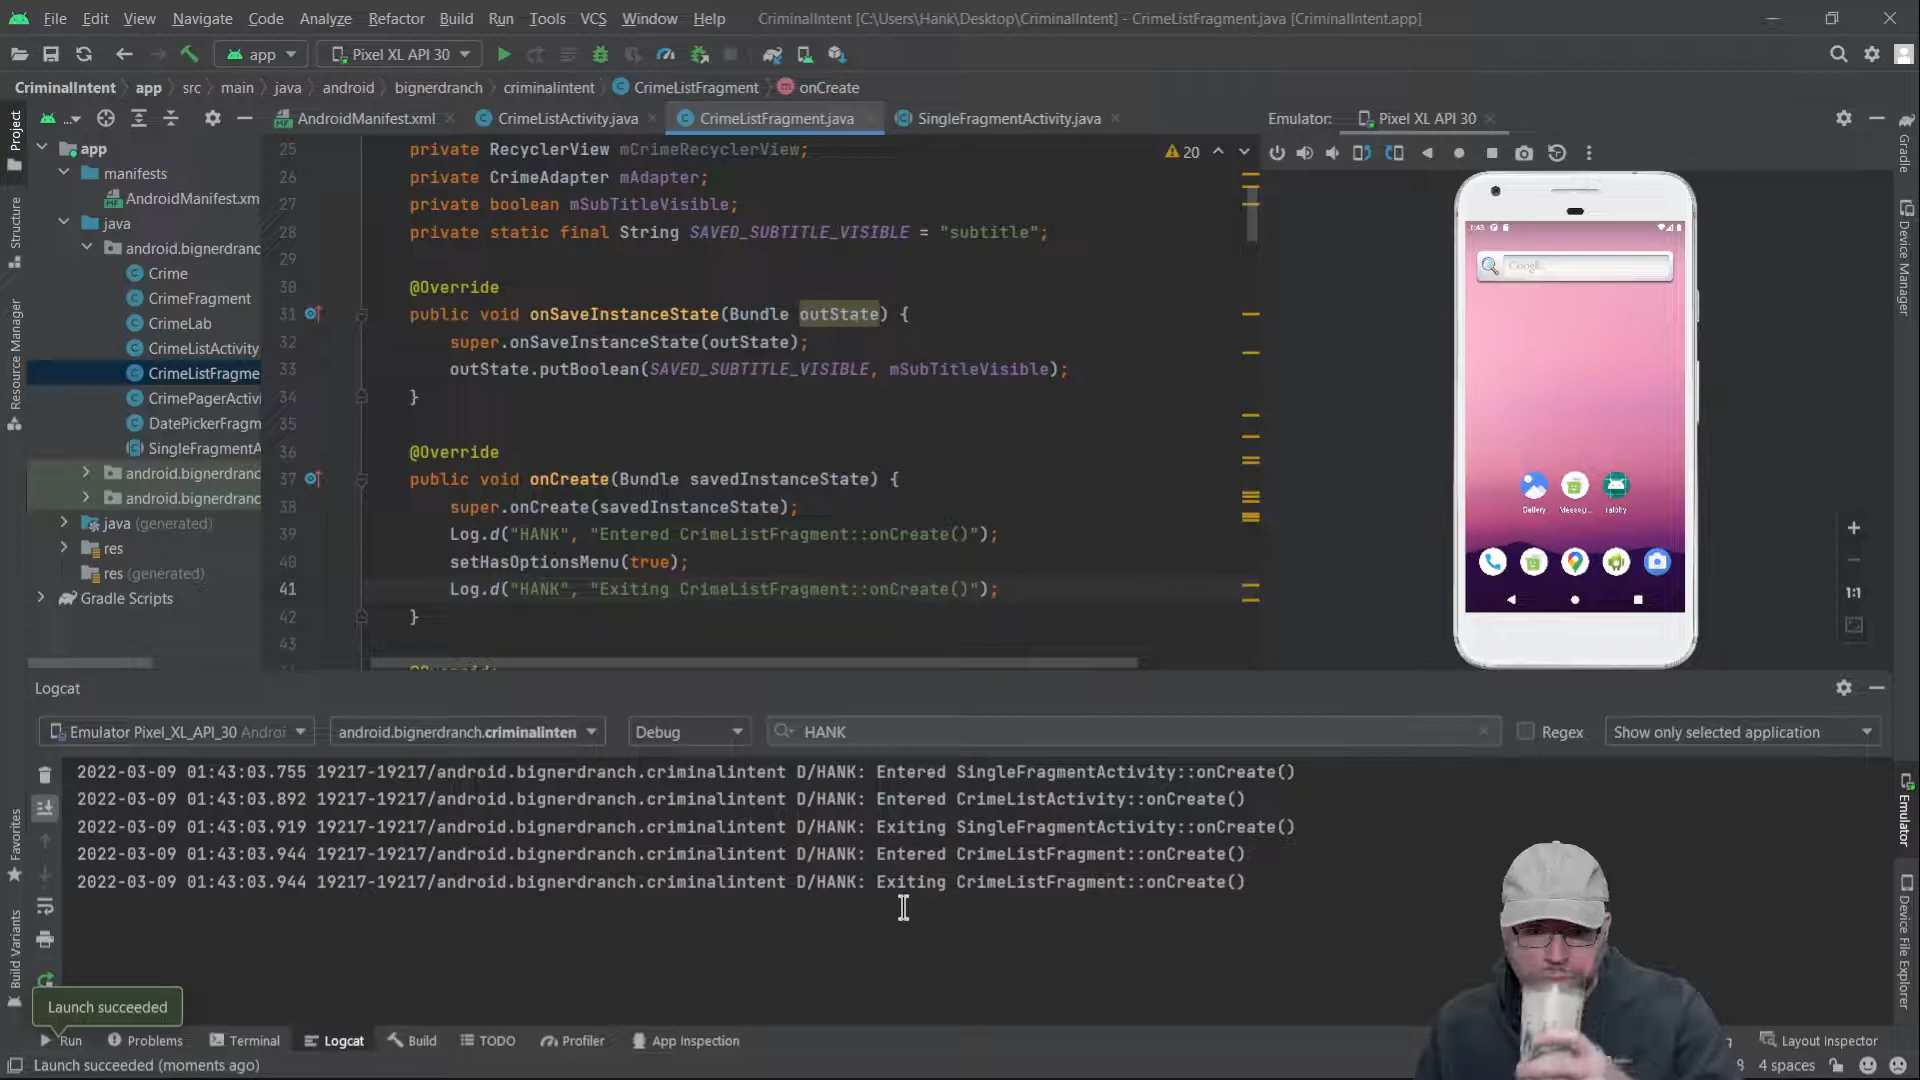 File Edit View Navigate Code Analyze Refactor Build Run Tools VCS Window Help CriminalIntent [C:\Users\Hank\Desktop\CriminalIntent] - CrimeListFragment.java [CriminalIntent.app]
app Pixel XL API 30
CriminalIntent app src main java android bignerdranch criminalintent CrimeListFragment onCreate
AndroidManifest.xml CrimeListActivity.java CrimeListFragment.java SingleFragmentActivity.java
Emulator: Pixel XL API 30
Project
Structure
Resource Manager
Favorites
Build Variants
app
manifests
AndroidManifest.xm
java
android.bignerdranc
Crime
CrimeFragment
CrimeLab
CrimeListActivity
CrimeListFragme
CrimePagerActivi
DatePickerFragm
SingleFragmentA
android.bignerdranc
android.bignerdranc
java (generated)
res
res (generated)
Gradle Scripts
20
25 private RecyclerView mCrimeRecyclerView;
26 private CrimeAdapter mAdapter;
27 private boolean mSubTitleVisible;
28 private static final String SAVED_SUBTITLE_VISIBLE = "subtitle";
29
30 @Override
31 public void onSaveInstanceState(Bundle outState) {
32 super.onSaveInstanceState(outState);
33 outState.putBoolean(SAVED_SUBTITLE_VISIBLE, mSubTitleVisible);
34 }
35
36 @Override
37 public void onCreate(Bundle savedInstanceState) {
38 super.onCreate(savedInstanceState);
39 Log.d("HANK", "Entered CrimeListFragment::onCreate()");
40 setHasOptionsMenu(true);
41 Log.d("HANK", "Exiting CrimeListFragment::onCreate()");
42 }
43
1:43
Google
Gallery
1:1
Gradle
Device Manager
Emulator
Device File Explorer
Logcat
Emulator Pixel_XL_API_30 Androi android.bignerdranch.criminalinten Debug HANK Regex Show only selected application
2022-03-09 01:43:03.755 19217-19217/android.bignerdranch.criminalintent D/HANK: Entered SingleFragmentActivity::onCreate()
2022-03-09 01:43:03.892 19217-19217/android.bignerdranch.criminalintent D/HANK: Entered CrimeListActivity::onCreate()
2022-03-09 01:43:03.919 19217-19217/android.bignerdranch.criminalintent D/HANK: Exiting SingleFragmentActivity::onCreate()
2022-03-09 01:43:03.944 19217-19217/android.bignerdranch.criminalintent D/HANK: Entered CrimeListFragment::onCreate()
2022-03-09 01:43:03.944 19217-19217/android.bignerdranch.criminalintent D/HANK: Exiting CrimeListFragment::onCreate()
Launch succeeded
Run Problems Terminal Logcat Build TODO Profiler App Inspection Layout Inspector
Launch succeeded (moments ago) 4 spaces